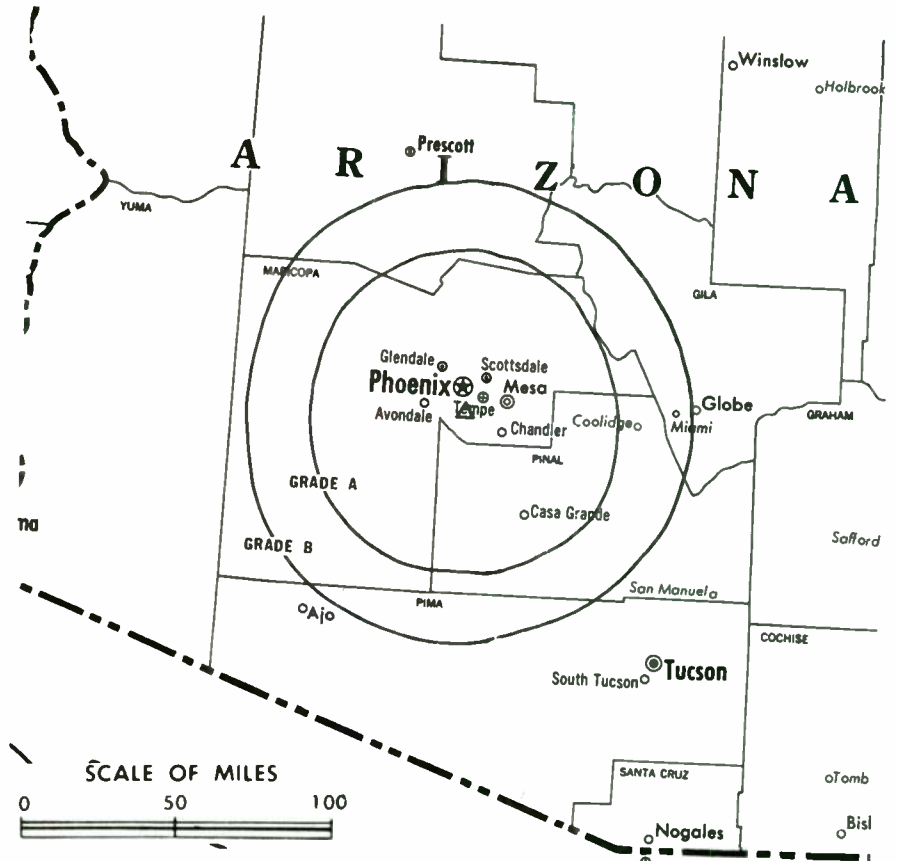 Winslow
Holbrook
Prescott
A R I Z O N A
YUMA
MARICOPA
GILA
Glendale
Scottsdale
Phoenix
Mesa
Tempe
Avondale
Chandler
Coolidge
Miami
Globe
GRAHAM
PINAL
GRADE A
Casa Grande
na
GRADE B
Safford
San Manuel
PIMA
Ajo
COCHISE
Tucson
South Tucson
SCALE OF MILES
0 50 100
SANTA CRUZ
Tomb
Bisl
Nogales